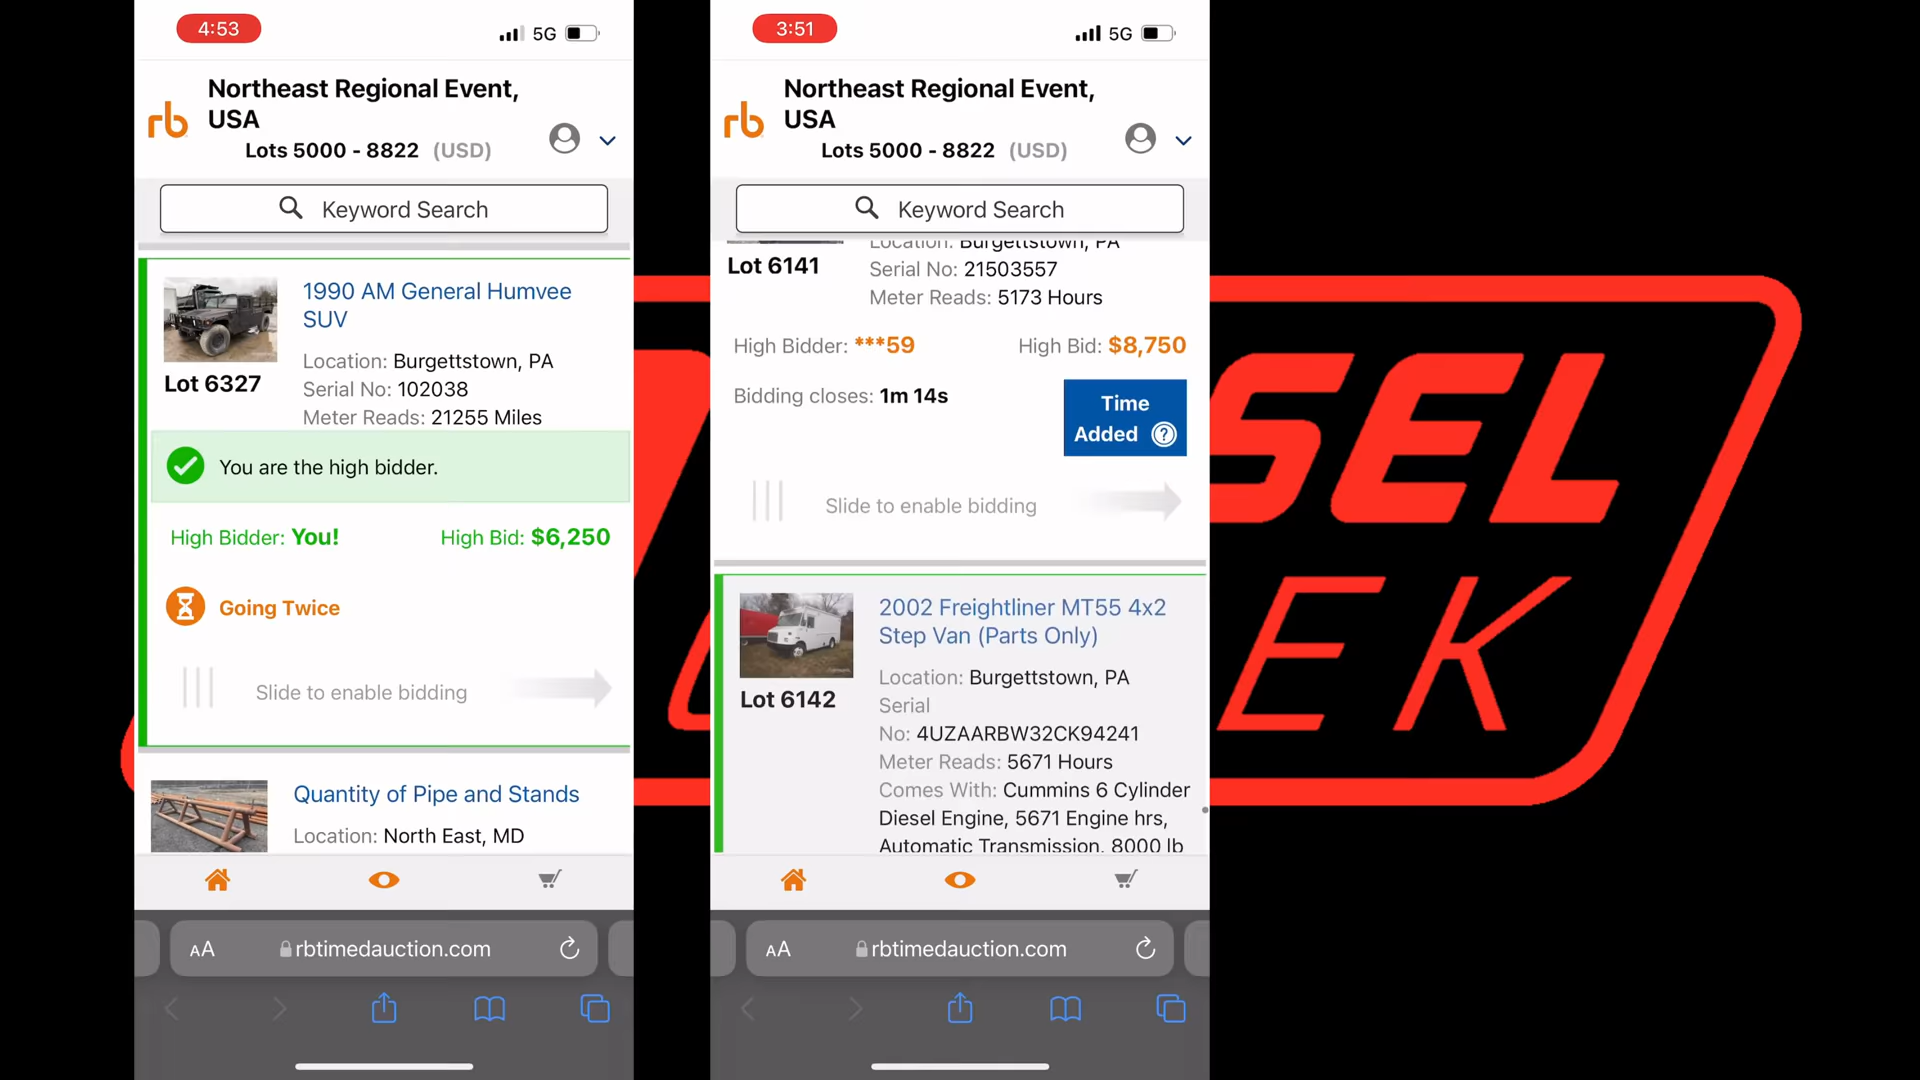 4:53
5G
rb
Northeast Regional Event,
USA
Lots 5000 - 8822 (USD)
Keyword Search
1990 AM General Humvee
SUV
Location: Burgettstown, PA
Lot 6327
Serial No: 102038
Meter Reads: 21255 Miles
You are the high bidder.
High Bidder: You! High Bid: $6,250
Going Twice
Slide to enable bidding
Quantity of Pipe and Stands
Location: North East, MD
AA rbtimedauction.com
3:51
5G
rb
Northeast Regional Event,
USA
Lots 5000 - 8822 (USD)
Keyword Search
Location: Burgettstown, PA
Lot 6141
Serial No: 21503557
Meter Reads: 5173 Hours
High Bidder: ***59 High Bid: $8,750
Bidding closes: 1m 14s
Time
Added ?
Slide to enable bidding
2002 Freightliner MT55 4x2
Step Van (Parts Only)
Location: Burgettstown, PA
Lot 6142
Serial
No: 4UZAARBW32CK94241
Meter Reads: 5671 Hours
Comes With: Cummins 6 Cylinder
Diesel Engine, 5671 Engine hrs,
Automatic Transmission, 8000 lb
AA rbtimedauction.com
SEL
EK